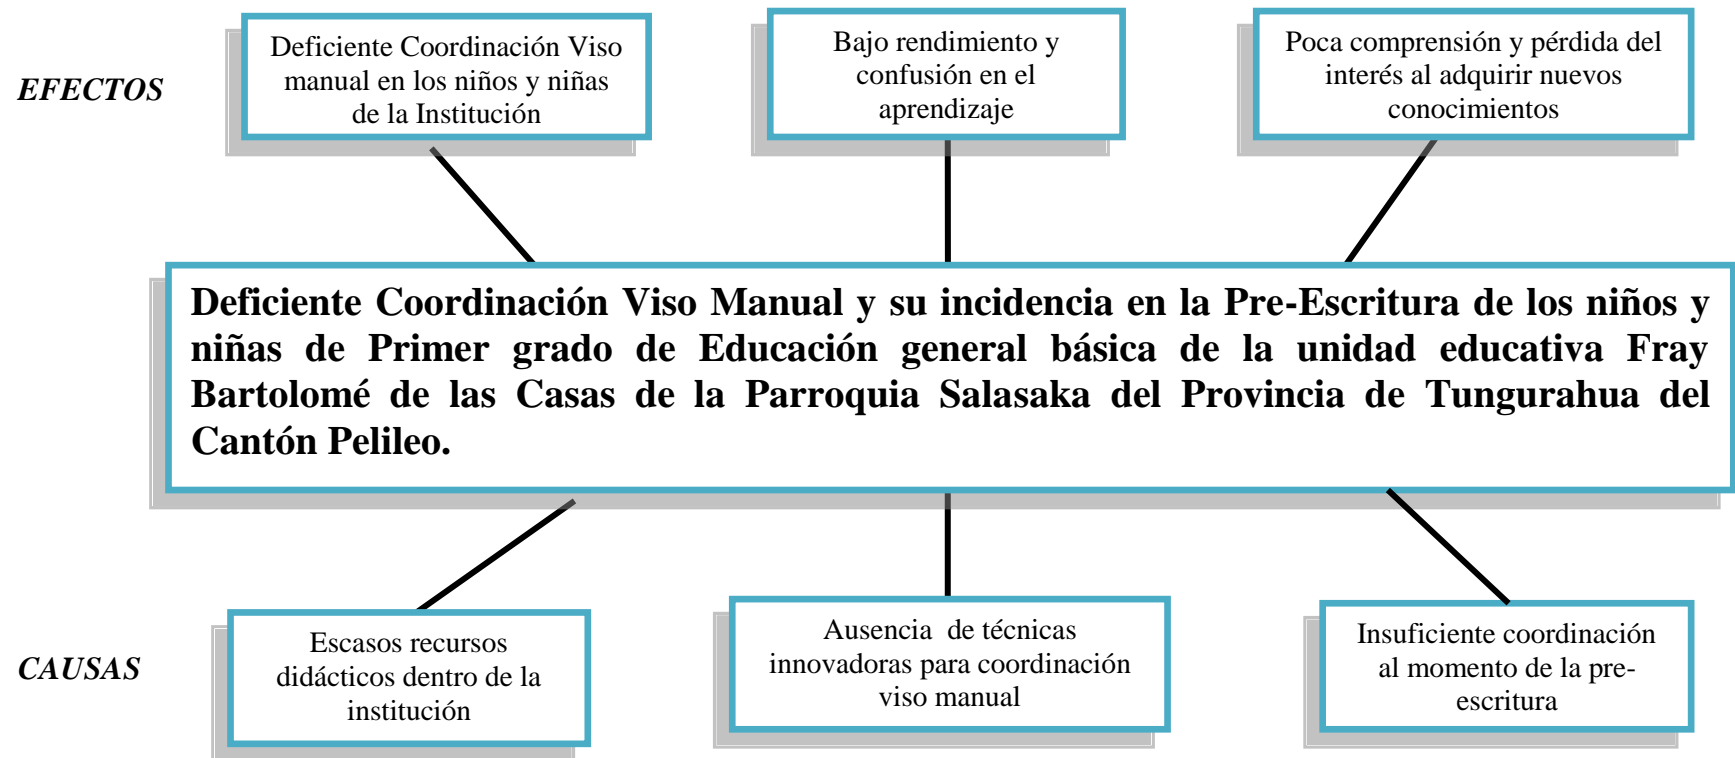 EFECTOS
Deficiente Coordinación Viso
manual en los niños y niñas
de la Institución
Bajo rendimiento y
confusión en el
aprendizaje
Poca comprensión y pérdida del
interés al adquirir nuevos
conocimientos
Deficiente Coordinación Viso Manual y su incidencia en la Pre-Escritura de los niños y
niñas de Primer grado de Educación general básica de la unidad educativa Fray
Bartolomé de las Casas de la Parroquia Salasaka del Provincia de Tungurahua del
Cantón Pelileo.
CAUSAS
Escasos recursos
didácticos dentro de la
institución
Ausencia  de técnicas
innovadoras para coordinación
viso manual
Insuficiente coordinación
al momento de la pre-
escritura